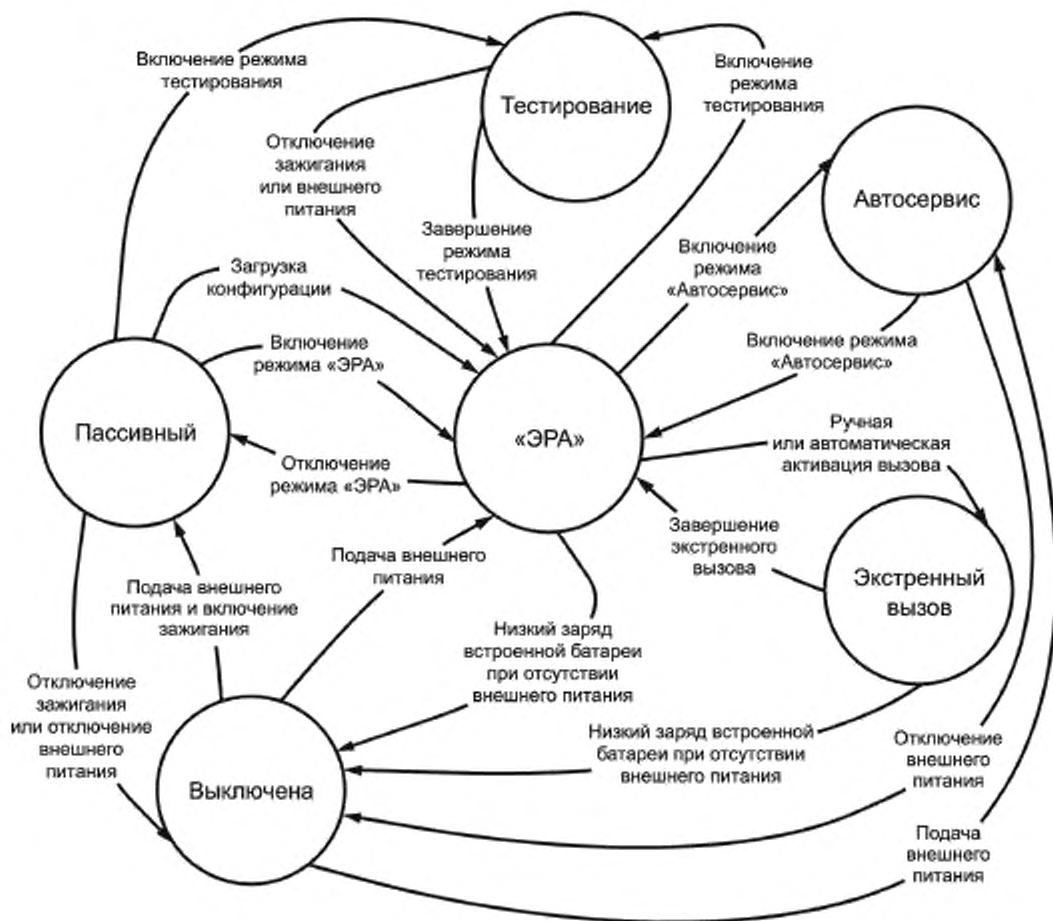 Включение режима
тестирования
Тестирование
Включение
режима
тестирования
Отключение
зажигания
или внешнего
питания
Автосервис
Завершение
режима
тестирования
Включение
режима
«Автосервис»
Загрузка
конфигурации
Включение
режима «ЭРА»
Включение режима
«Автосервис»
Пассивный
«ЭРА»
Ручная
или автоматическая
активация вызова
Отключение
режима «ЭРА»
Завершение
экстренного
вызова
Подача внешнего
питания
Экстренный
вызов
Подача внешнего
питания и включение
зажигания
Низкий заряд
встроенной батареи
при отсутствии
внешнего питания
Отключение
зажигания
или отключение
внешнего
питания
Низкий заряд встроенной
батареи при отсутствии
внешнего питания
Отключение
внешнего
питания
Выключена
Подача
внешнего
питания